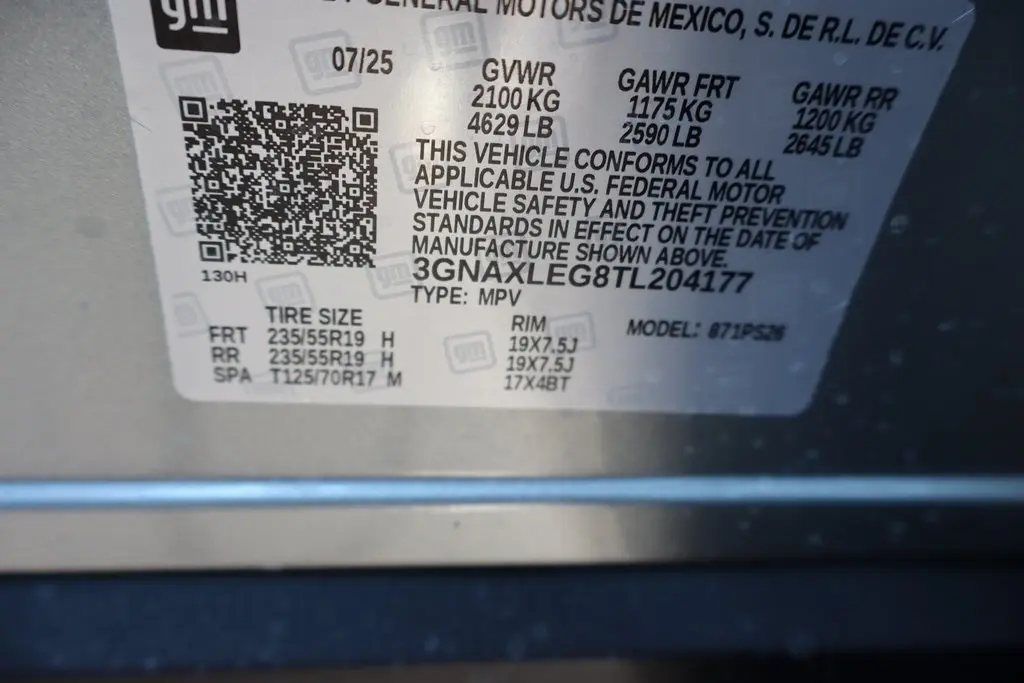 gm
GENERAL MOTORS DE MEXICO, S. DE R.L. DE C.V.
07/25
GVWR
2100 KG
4629 LB
GAWR FRT
1175 KG
2590 LB
GAWR RR
1200 KG
2645 LB
THIS VEHICLE CONFORMS TO ALL
APPLICABLE U.S. FEDERAL MOTOR
VEHICLE SAFETY AND THEFT PREVENTION
STANDARDS IN EFFECT ON THE DATE OF
MANUFACTURE SHOWN ABOVE.
3GNAXLEG8TL204177
TYPE: MPV
130H
TIRE SIZE
RIM
MODEL: 871PS26
FRT 235/55R19 H 19X7.5J
RR 235/55R19 H 19X7.5J
SPA T125/70R17 M 17X4BT